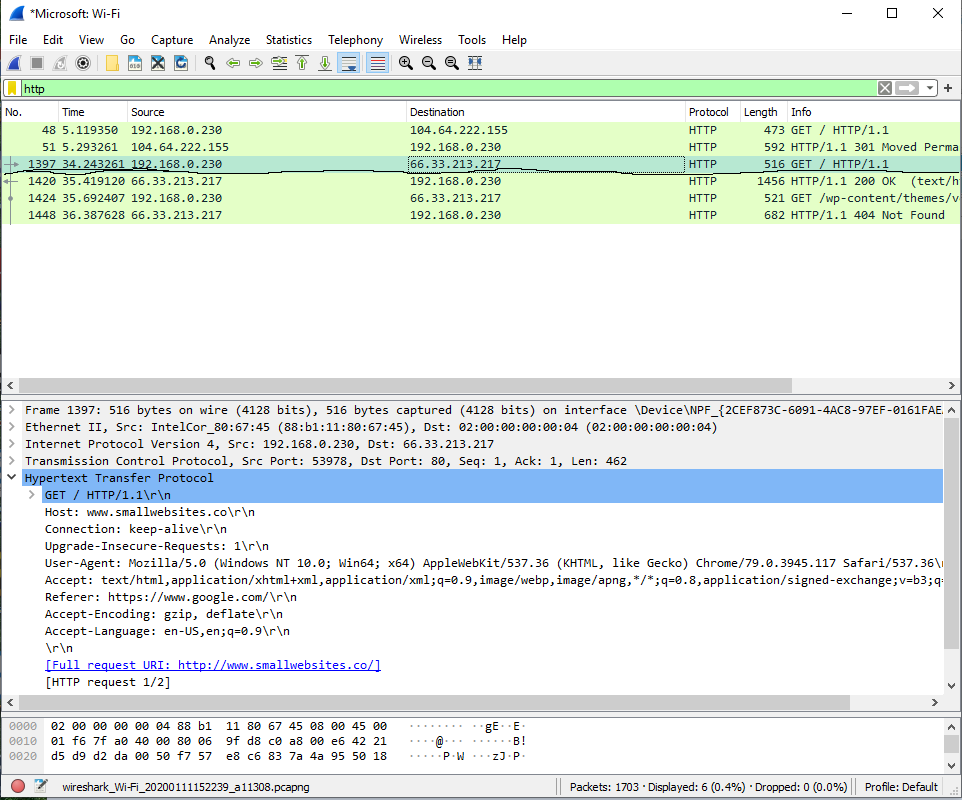 *Microsoft: Wi-Fi
File Edit View Go Capture Analyze Statistics Telephony Wireless Tools Help
http
No. Time Source Destination Protocol Length Info
48 5.119350 192.168.0.230 104.64.222.155 HTTP 473 GET / HTTP/1.1
51 5.293261 104.64.222.155 192.168.0.230 HTTP 592 HTTP/1.1 301 Moved Perma
1397 34.243261 192.168.0.230 66.33.213.217 HTTP 516 GET / HTTP/1.1
1420 35.419120 66.33.213.217 192.168.0.230 HTTP 1456 HTTP/1.1 200 OK (text/h
1424 35.692407 192.168.0.230 66.33.213.217 HTTP 521 GET /wp-content/themes/v
1448 36.387628 66.33.213.217 192.168.0.230 HTTP 682 HTTP/1.1 404 Not Found
Frame 1397: 516 bytes on wire (4128 bits), 516 bytes captured (4128 bits) on interface \Device\NPF_{2CEF873C-6091-4AC8-97EF-0161FAE
Ethernet II, Src: IntelCor_80:67:45 (88:b1:11:80:67:45), Dst: 02:00:00:00:00:04 (02:00:00:00:00:04)
Internet Protocol Version 4, Src: 192.168.0.230, Dst: 66.33.213.217
Transmission Control Protocol, Src Port: 53978, Dst Port: 80, Seq: 1, Ack: 1, Len: 462
Hypertext Transfer Protocol
GET / HTTP/1.1\r\n
Host: www.smallwebsites.co\r\n
Connection: keep-alive\r\n
Upgrade-Insecure-Requests: 1\r\n
User-Agent: Mozilla/5.0 (Windows NT 10.0; Win64; x64) AppleWebKit/537.36 (KHTML, like Gecko) Chrome/79.0.3945.117 Safari/537.36\r
Accept: text/html,application/xhtml+xml,application/xml;q=0.9,image/webp,image/apng,*/*;q=0.8,application/signed-exchange;v=b3;q=
Referer: https://www.google.com/\r\n
Accept-Encoding: gzip, deflate\r\n
Accept-Language: en-US,en;q=0.9\r\n
\r\n
[Full request URI: http://www.smallwebsites.co/]
[HTTP request 1/2]
0000 02 00 00 00 00 04 88 b1 11 80 67 45 08 00 45 00 ········ ··gE··E·
0010 01 f6 7f a0 40 00 80 06 9f d8 c0 a8 00 e6 42 21 ····@··· ······B!
0020 d5 d9 d2 da 00 50 f7 57 e8 c6 83 7a 4a 95 50 18 ·····P·W ···zJ·P·
wireshark_Wi-Fi_20200111152239_a11308.pcapng Packets: 1703 · Displayed: 6 (0.4%) · Dropped: 0 (0.0%) Profile: Default